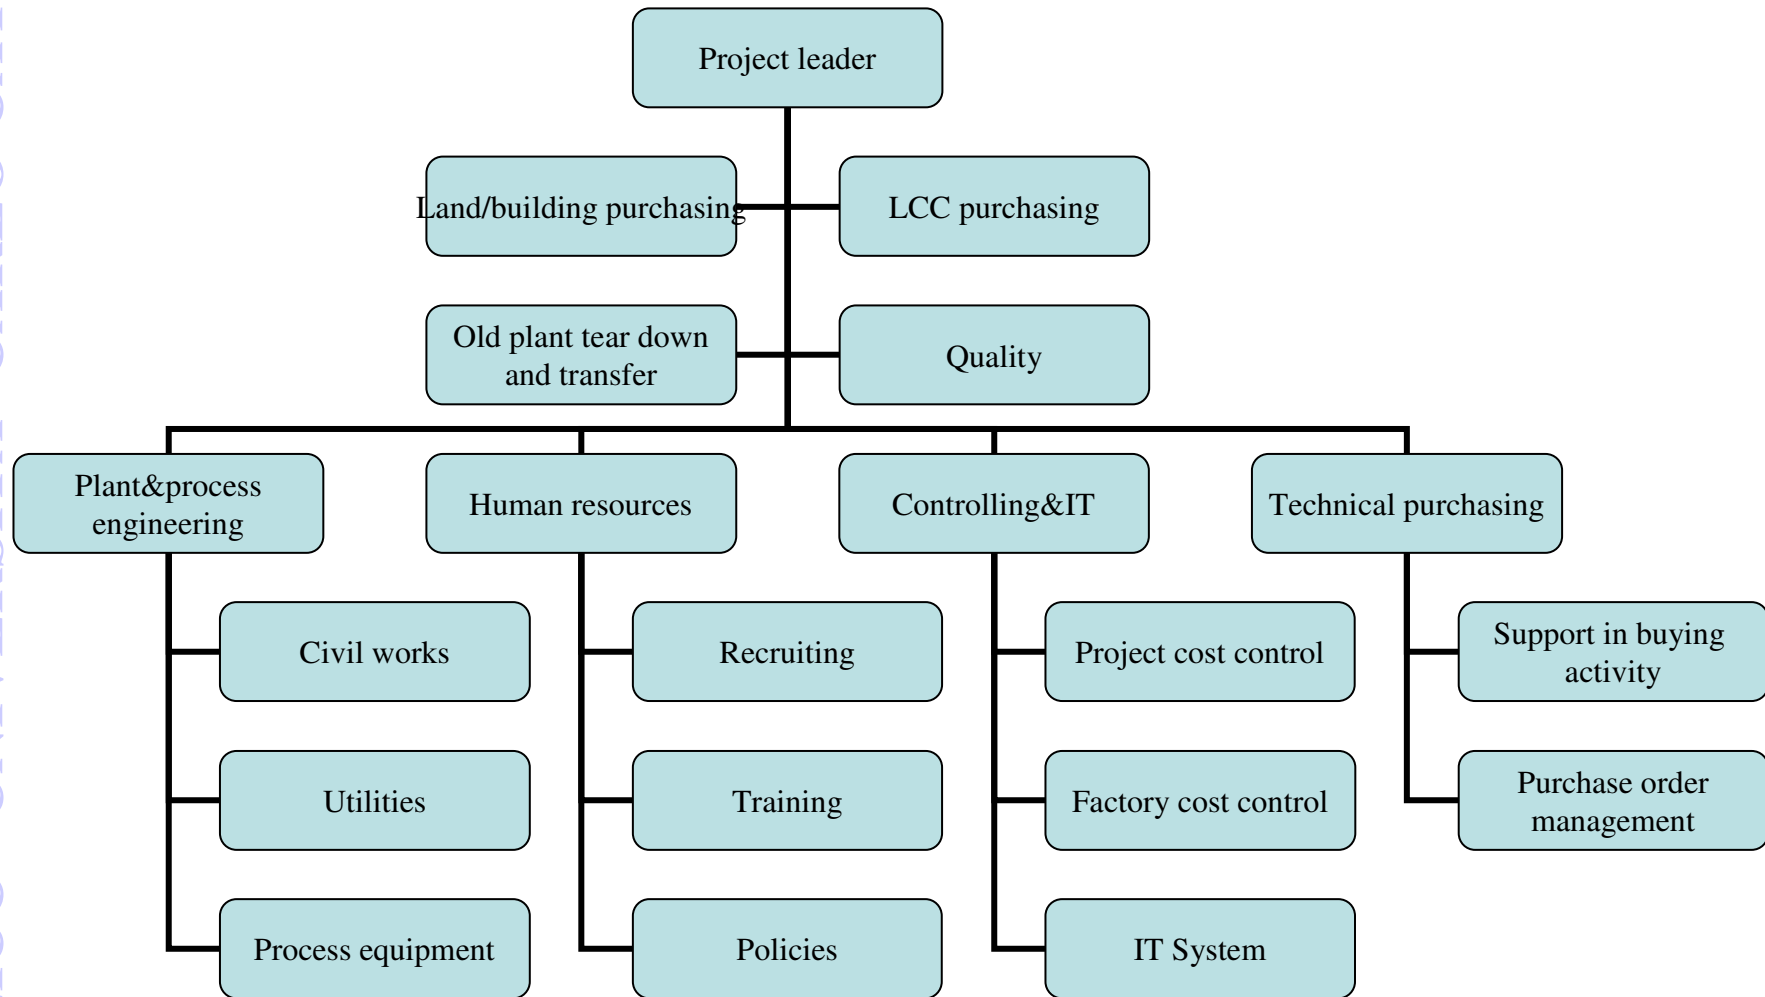 Project leader
Land/building purchasing
LCC purchasing
Old plant tear down
and transfer
Quality
Plant&process
engineering
Human resources
Controlling&IT
Technical purchasing
Civil works
Recruiting
Project cost control
Support in buying
activity
Utilities
Training
Factory cost control
Purchase order
management
Process equipment
Policies
IT System